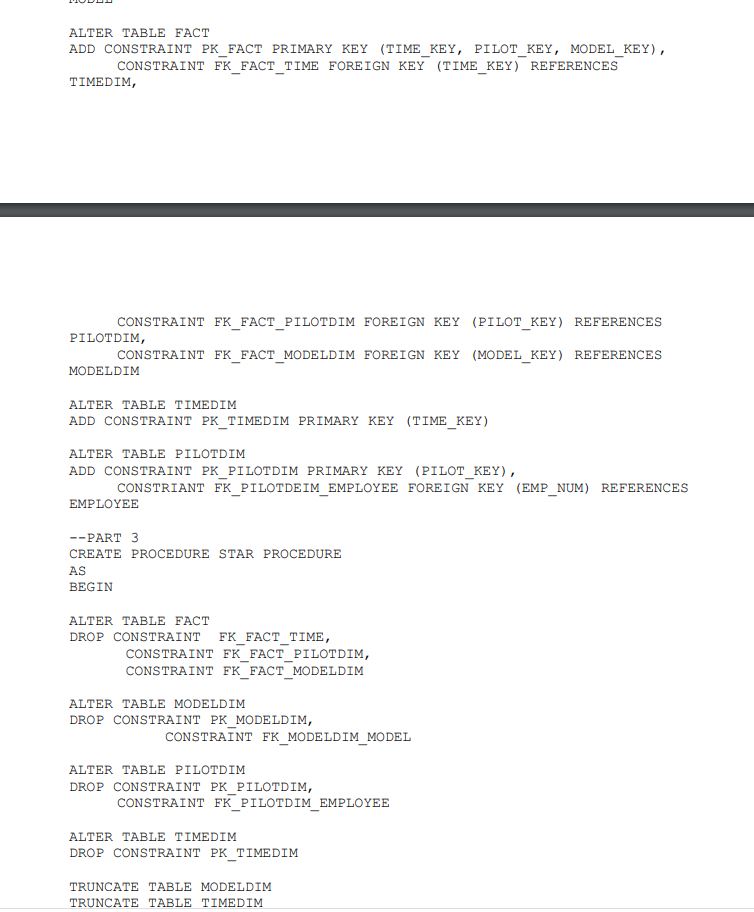 MODEL
ALTER TABLE FACT
ADD CONSTRAINT PK_FACT PRIMARY KEY (TIME_KEY, PILOT_KEY, MODEL_KEY),
CONSTRAINT FK_FACT_TIME FOREIGN KEY (TIME_KEY) REFERENCES
TIMEDIM,
CONSTRAINT FK_FACT_PILOTDIM FOREIGN KEY (PILOT_KEY) REFERENCES
PILOTDIM,
CONSTRAINT FK_FACT_MODELDIM FOREIGN KEY (MODEL_KEY) REFERENCES
MODELDIM
ALTER TABLE TIMEDIM
ADD CONSTRAINT PK_TIMEDIM PRIMARY KEY (TIME_KEY)
ALTER TABLE PILOTDIM
ADD CONSTRAINT PK_PILOTDIM PRIMARY KEY (PILOT_KEY),
CONSTRIANT FK_PILOTDEIM_EMPLOYEE FOREIGN KEY (EMP_NUM) REFERENCES
EMPLOYEE
--PART 3
CREATE PROCEDURE STAR PROCEDURE
AS
BEGIN
ALTER TABLE FACT
DROP CONSTRAINT  FK_FACT_TIME,
CONSTRAINT FK_FACT_PILOTDIM,
CONSTRAINT FK_FACT_MODELDIM
ALTER TABLE MODELDIM
DROP CONSTRAINT PK_MODELDIM,
CONSTRAINT FK_MODELDIM_MODEL
ALTER TABLE PILOTDIM
DROP CONSTRAINT PK_PILOTDIM,
CONSTRAINT FK_PILOTDIM_EMPLOYEE
ALTER TABLE TIMEDIM
DROP CONSTRAINT PK_TIMEDIM
TRUNCATE TABLE MODELDIM
TRUNCATE TABLE TIMEDIM